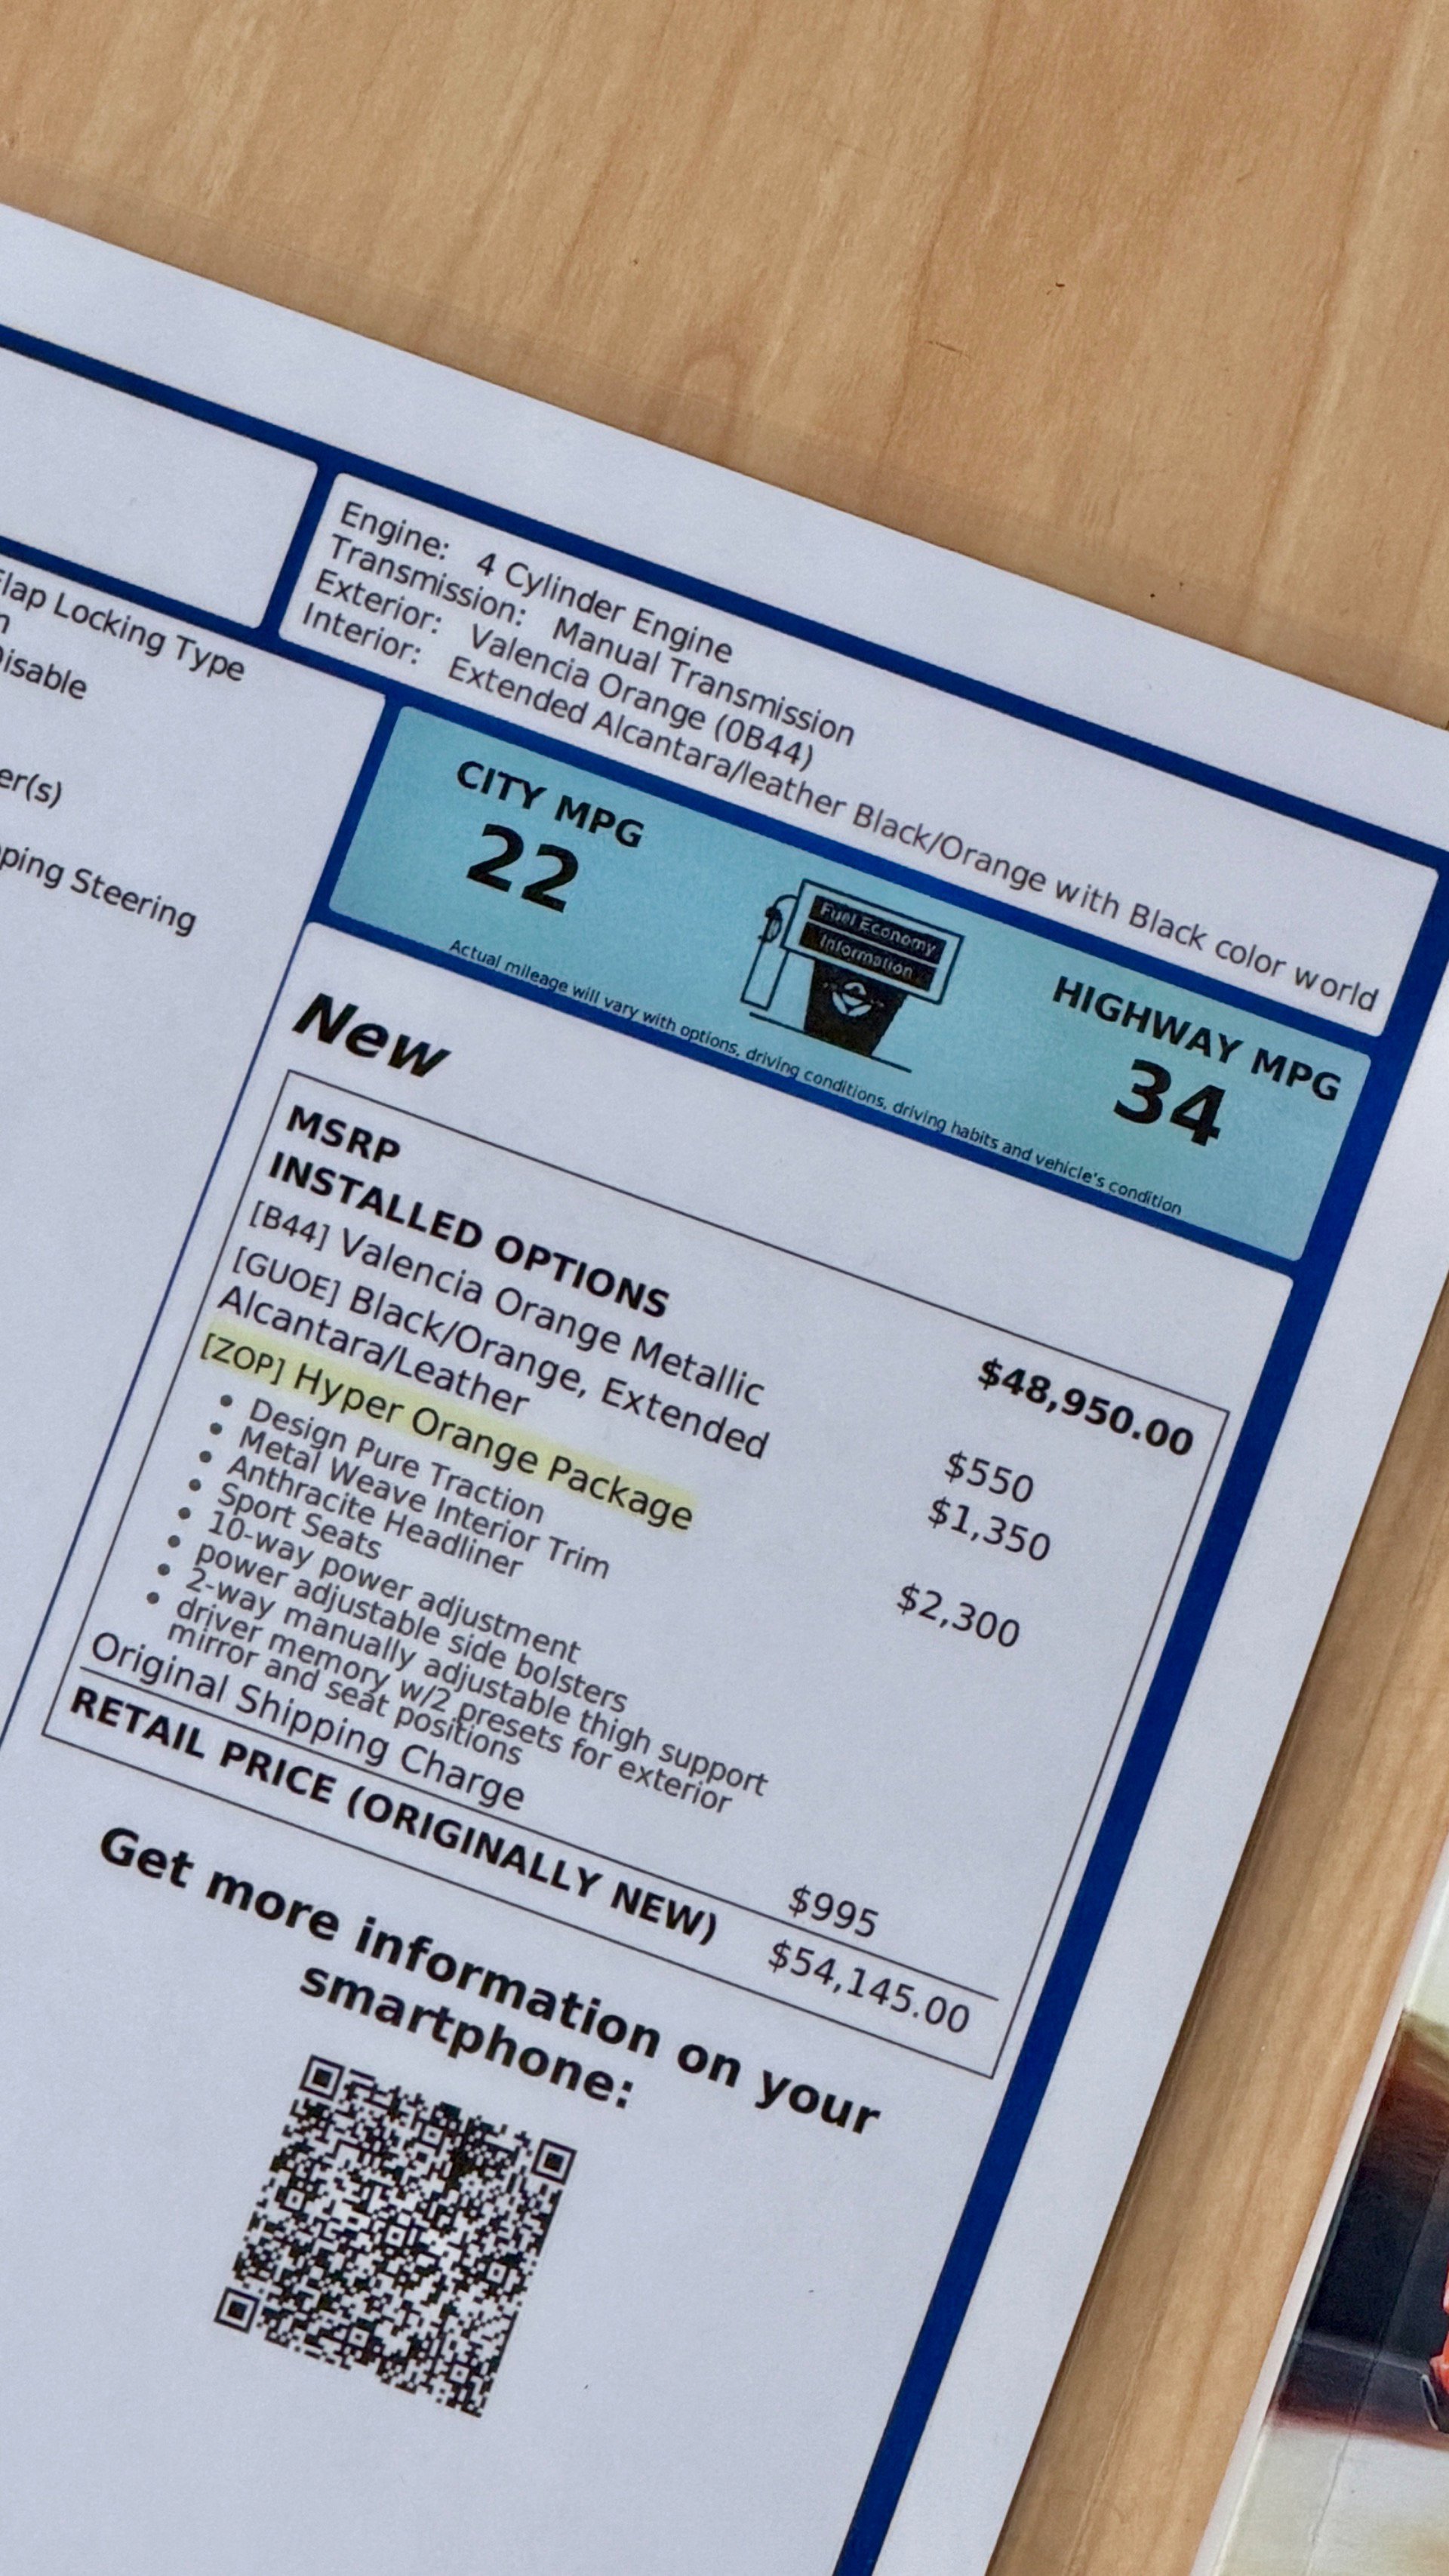 Flap Locking Type
Disable
er(s)
ping Steering
Engine: 4 Cylinder Engine
Transmission: Manual Transmission
Exterior: Valencia Orange (0B44)
Interior: Extended Alcantara/leather Black/Orange with Black color world
CITY MPG
22
Fuel Economy
Information
HIGHWAY MPG
34
Actual mileage will vary with options, driving conditions, driving habits and vehicle's condition
New
MSRP $48,950.00
INSTALLED OPTIONS
[B44] Valencia Orange Metallic $550
[GUOE] Black/Orange, Extended $1,350
Alcantara/Leather
[ZOP] Hyper Orange Package $2,300
• Design Pure Traction
• Metal Weave Interior Trim
• Anthracite Headliner
• Sport Seats
• 10-way power adjustment
• power adjustable side bolsters
• 2-way manually adjustable thigh support
• driver memory w/2 presets for exterior
mirror and seat positions
Original Shipping Charge $995
RETAIL PRICE (ORIGINALLY NEW) $54,145.00
Get more information on your
smartphone: